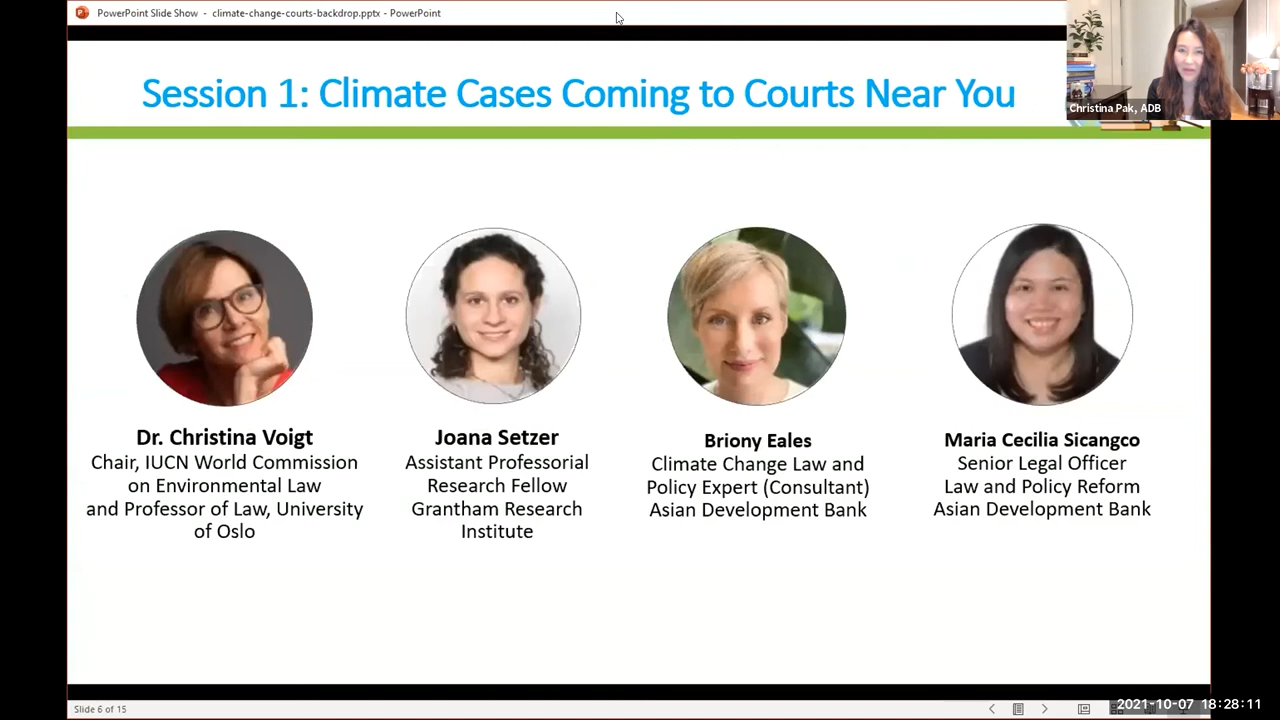 PowerPoint Slide Show - climate-change-courts-backdrop.pptx - PowerPoint
Christina Pak, ADB
Session 1: Climate Cases Coming to Courts Near You
Dr. Christina Voigt
Chair, IUCN World Commission
on Environmental Law
and Professor of Law, University
of Oslo
Joana Setzer
Assistant Professorial
Research Fellow
Grantham Research
Institute
Briony Eales
Climate Change Law and
Policy Expert (Consultant)
Asian Development Bank
Maria Cecilia Sicangco
Senior Legal Officer
Law and Policy Reform
Asian Development Bank
Slide 6 of 15
2021-10-07 18:28:11